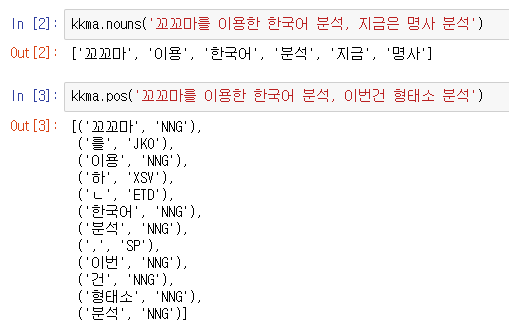 In [2]: kkma.nouns('꼬꼬마를 이용한 한국어 분석, 지금은 명사 분석')
Out[2]: ['꼬꼬마', '이용', '한국어', '분석', '지금', '명사']
In [3]: kkma.pos('꼬꼬마를 이용한 한국어 분석, 이번건 형태소 분석')
Out[3]: [('꼬꼬마', 'NNG'),
('를', 'JKO'),
('이용', 'NNG'),
('하', 'XSV'),
('ㄴ', 'ETD'),
('한국어', 'NNG'),
('분석', 'NNG'),
(',', 'SP'),
('이번', 'NNG'),
('건', 'NNG'),
('형태소', 'NNG'),
('분석', 'NNG')]